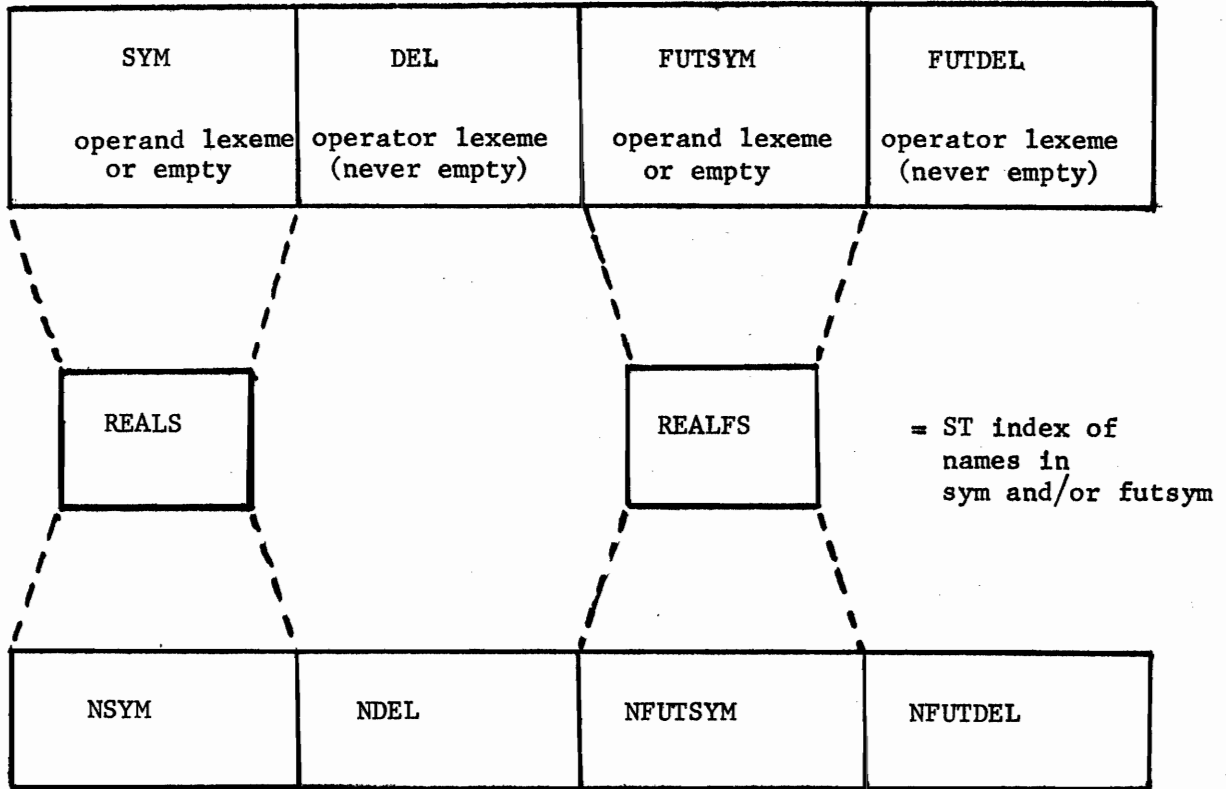 SYM DEL FUTSYM FUTDEL
operand lexeme operator lexeme operand lexeme operator lexeme
or empty (never empty) or empty (never empty)
REALS REALFS = ST index of
names in
sym and/or futsym
NSYM NDEL NFUTSYM NFUTDEL